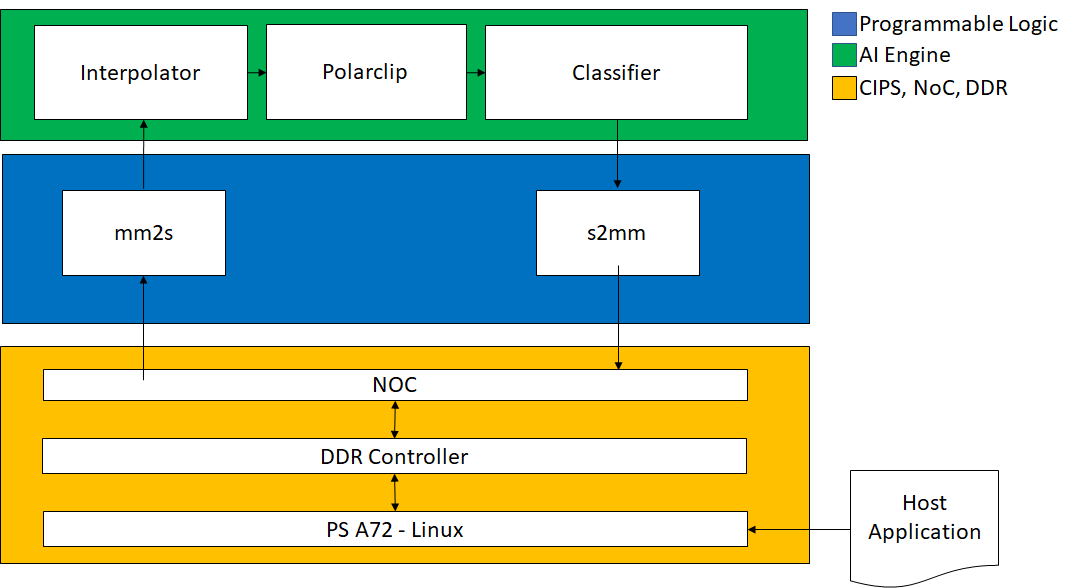 Programmable Logic
AI Engine
CIPS, NoC, DDR
Interpolator
Polarclip
Classifier
mm2s
s2mm
NOC
DDR Controller
PS A72 - Linux
Host
Application